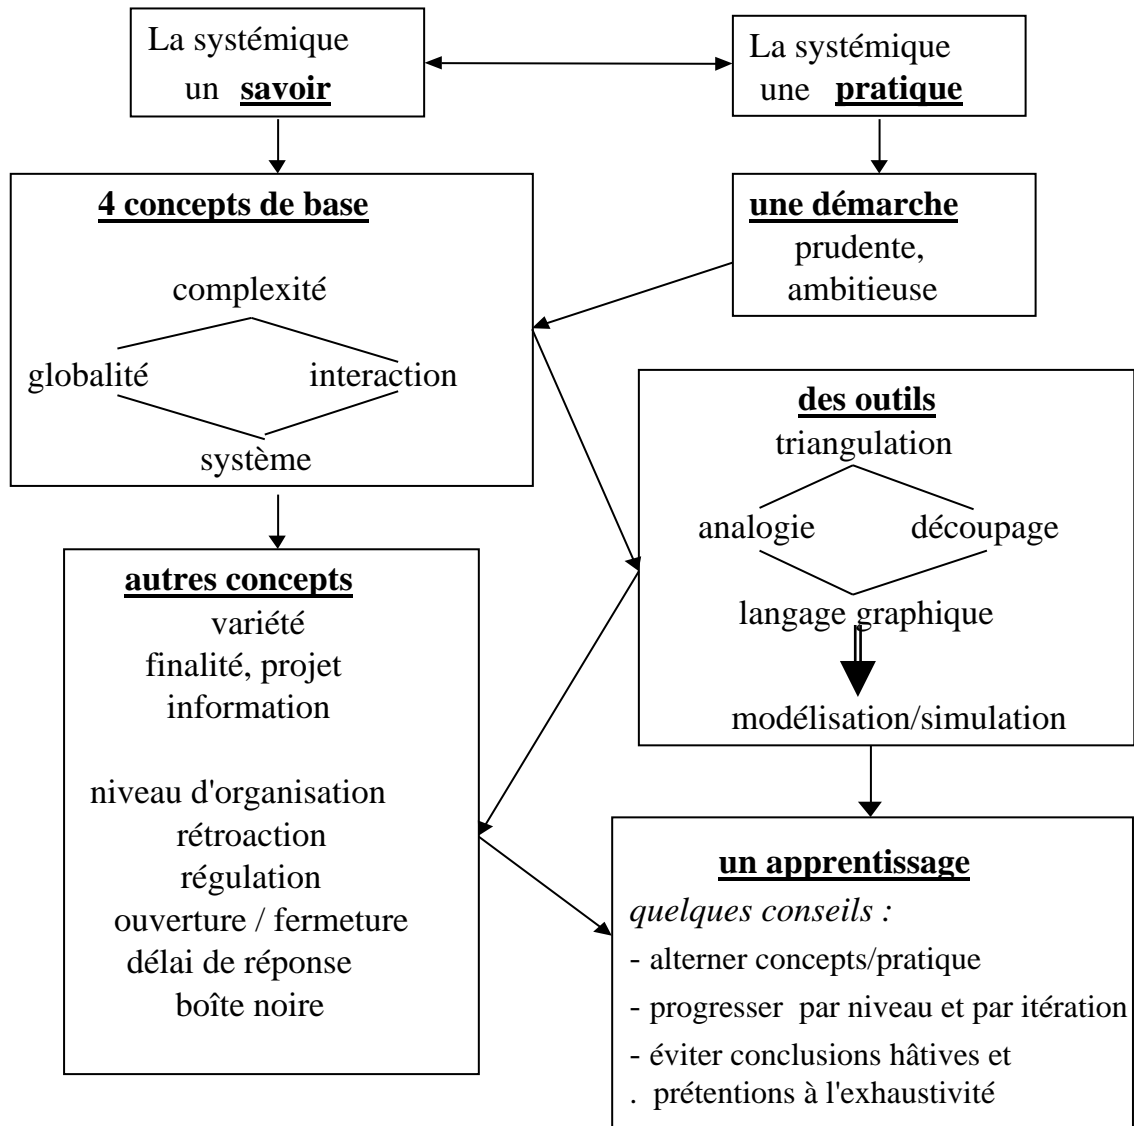 La systémique
un savoir
La systémique
une pratique
4 concepts de base
complexité
globalité interaction
système
une démarche
prudente,
ambitieuse
des outils
triangulation
analogie découpage
langage graphique
modélisation/simulation
autres concepts
variété
finalité, projet
information
niveau d'organisation
rétroaction
régulation
ouverture / fermeture
délai de réponse
boîte noire
un apprentissage
quelques conseils :
- alterner concepts/pratique
- progresser par niveau et par itération
- éviter conclusions hâtives et
. prétentions à l'exhaustivité